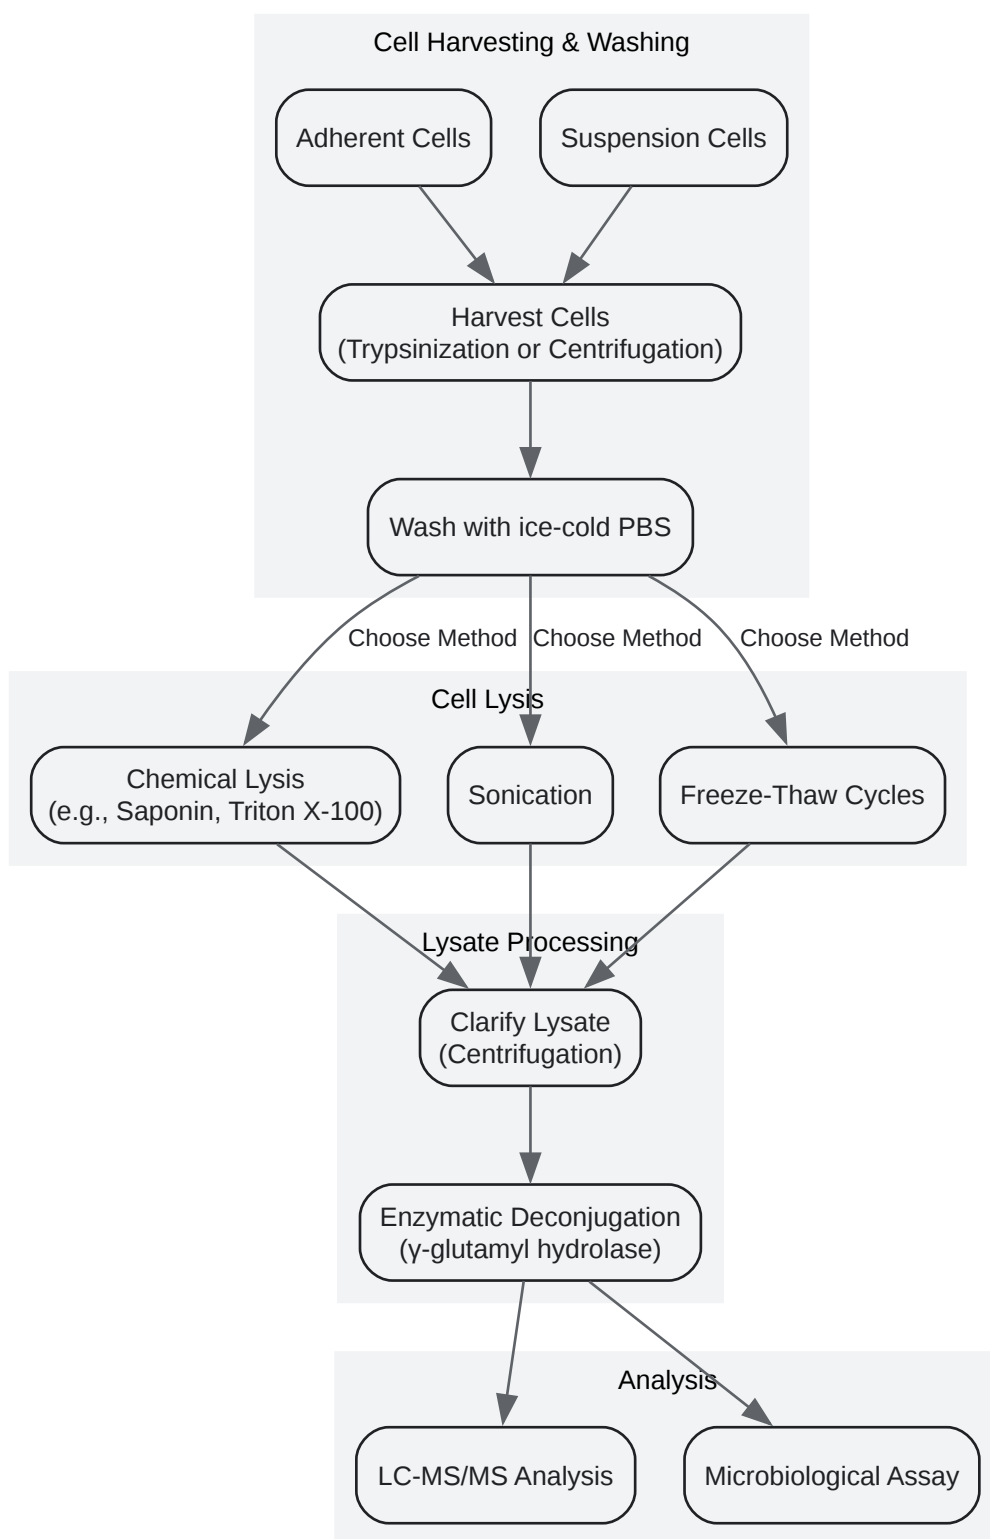 Cell Harvesting & Washing
Adherent Cells
Suspension Cells
Harvest Cells
(Trypsinization or Centrifugation)
Wash with ice-cold PBS
Choose Method
Choose Method
Choose Method
Cell Lysis
Chemical Lysis
(e.g., Saponin, Triton X-100)
Sonication
Freeze-Thaw Cycles
Lysate Processing
Clarify Lysate
(Centrifugation)
Enzymatic Deconjugation
(γ-glutamyl hydrolase)
Analysis
LC-MS/MS Analysis
Microbiological Assay